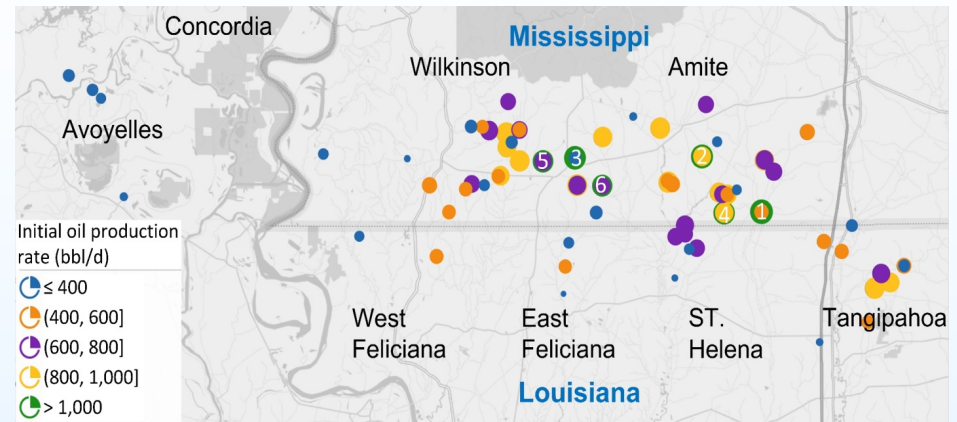 Concordia
Mississippi
Wilkinson
Amite
Avoyelles
5
3
2
6
4
1
Initial oil production
rate (bbl/d)
≤ 400
(400, 600]
(600, 800]
(800, 1,000]
> 1,000
West
Feliciana
East
Feliciana
ST.
Helena
Tangipahoa
Louisiana